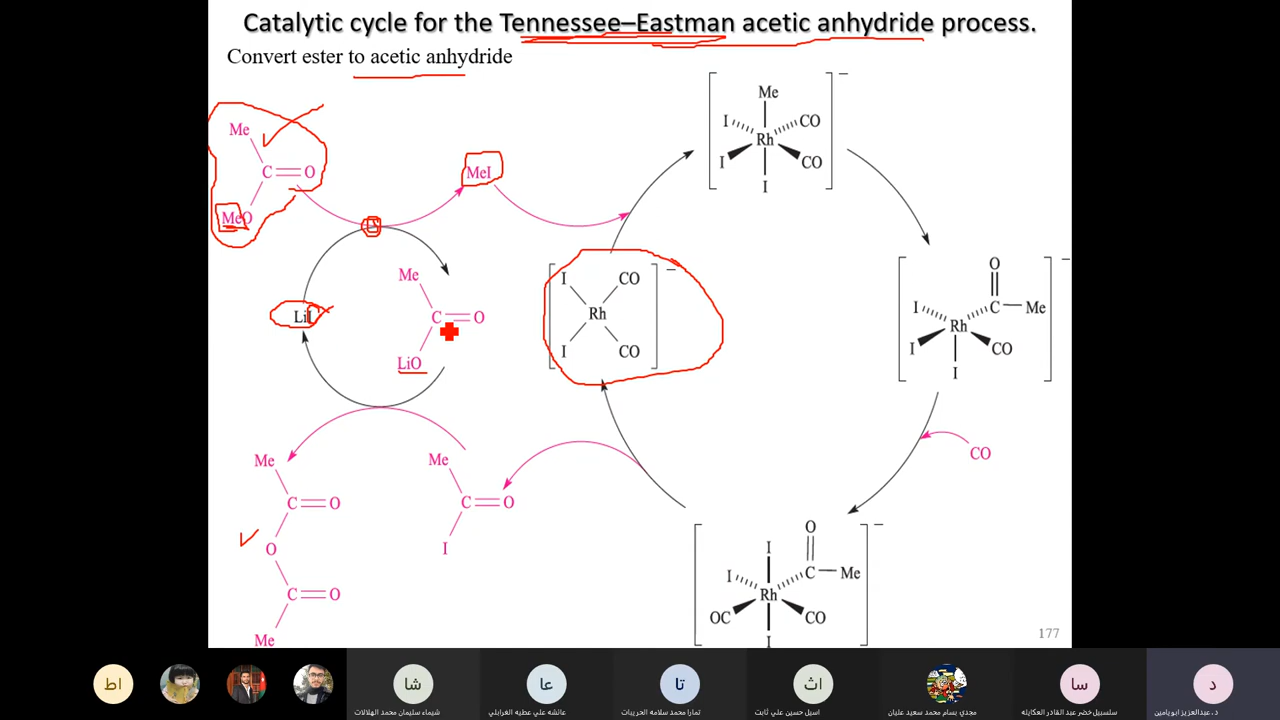 Catalytic cycle for the Tennessee–Eastman acetic anhydride process.
Convert ester to acetic anhydride
Me
C
O
MeO
MeI
LiI
Me
C
O
LiO
Me
C
O
O
C
O
Me
Me
C
O
I
I
CO
Rh
I
CO
−
Me
I
CO
Rh
I
CO
I
−
O
I
C
Me
Rh
I
CO
I
−
CO
O
I
C
Me
I
Rh
OC
CO
I
−
177
اط
شا
عا
تا
اث
سا
د
شيماء سليمان محمد الهلالات
عائشه علي عطيه الغرابلي
تمارا محمد سلامه الحريبات
اسيل حسين علي ثابت
مجدي بسام محمد سعيد عليان
سلسبيل خضر عبد القادر العكايله
د. عبدالعزيز ابويامين